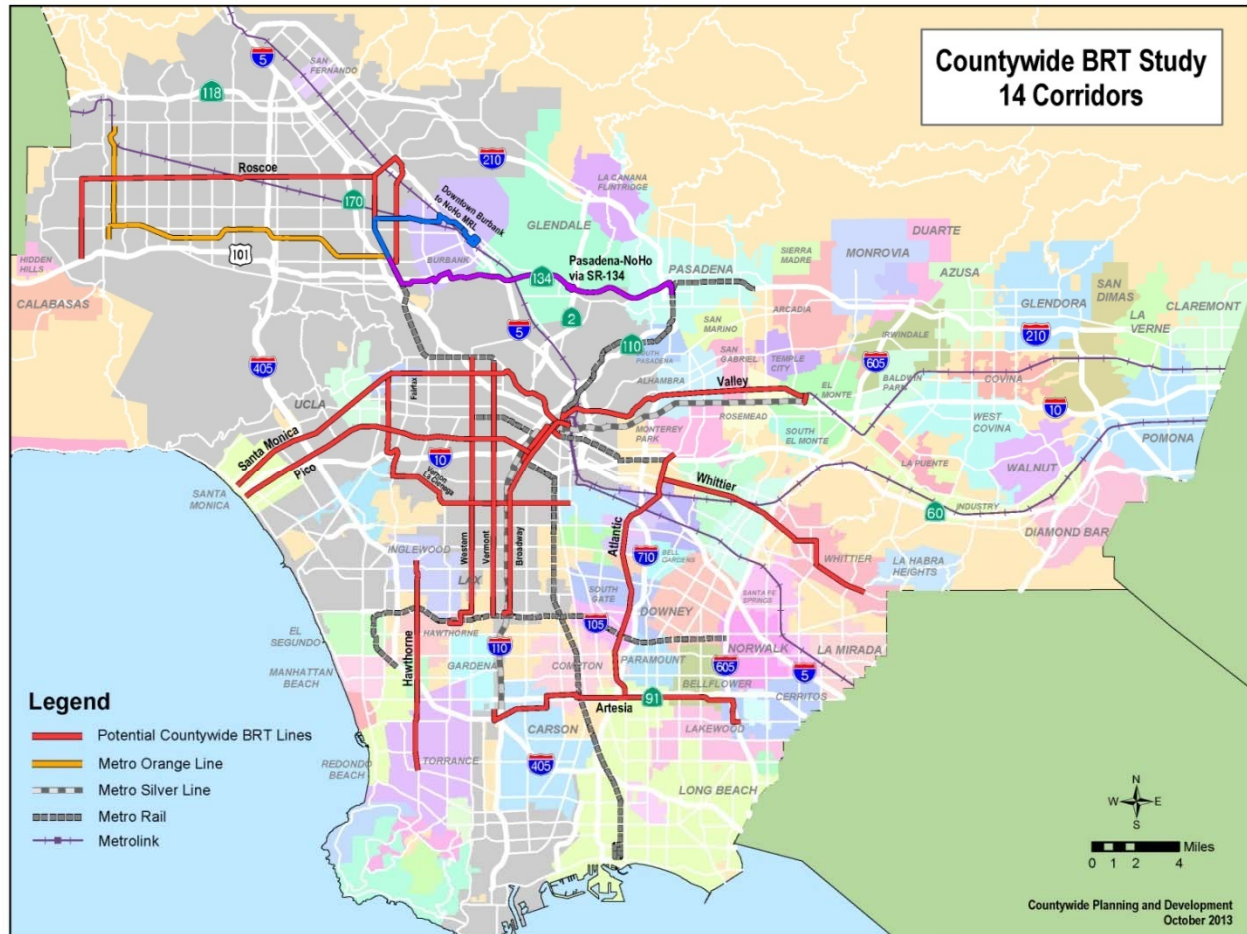 Countywide BRT Study
14 Corridors
5
SAN
FERNANDO
118
210
Roscoe
LA CANANA
FLINTRIDGE
170
Downtown Burbank
to NoHo MRL
GLENDALE
DUARTE
MONROVIA
SIERRA
MADRE
AZUSA
SAN
DIMAS
CLAREMONT
101
HIDDEN
HILLS
BURBANK
Pasadena-NoHo
via SR-134
134
PASADENA
GLENDORA
LA
VERNE
CALABASAS
ARCADIA
2
5
SAN
MARINO
IRWINDALE
210
110
SOUTH
PASADENA
SAN
GABRIEL
TEMPLE
CITY
605
405
BALDWIN
PARK
COVINA
Fairfax
ALHAMBRA
Valley
EL
MONTE
UCLA
ROSEMEAD
10
WEST
COVINA
MONTEREY
PARK
SOUTH
EL MONTE
POMONA
Santa Monica
Pico
10
LA PUENTE
WALNUT
Vernon
La Cienega
Whittier
SANTA
MONICA
INDUSTRY
60
DIAMOND BAR
Western
Vermont
Broadway
Atlantic
INGLEWOOD
710
BELL
GARDENS
WHITTIER
LA HABRA
HEIGHTS
LAX
SOUTH
GATE
DOWNEY
SANTA FE
SPRINGS
EL
SEGUNDO
HAWTHORNE
105
NORWALK
LA MIRADA
MANHATTAN
BEACH
Hawthorne
GARDENA
110
COMPTON
PARAMOUNT
605
5
BELLFLOWER
CERRITOS
Artesia
91
CARSON
LAKEWOOD
REDONDO
BEACH
TORRANCE
405
LONG BEACH
Legend
Potential Countywide BRT Lines
Metro Orange Line
Metro Silver Line
Metro Rail
Metrolink
N
W E
S
Miles
0 1 2 4
Countywide Planning and Development
October 2013